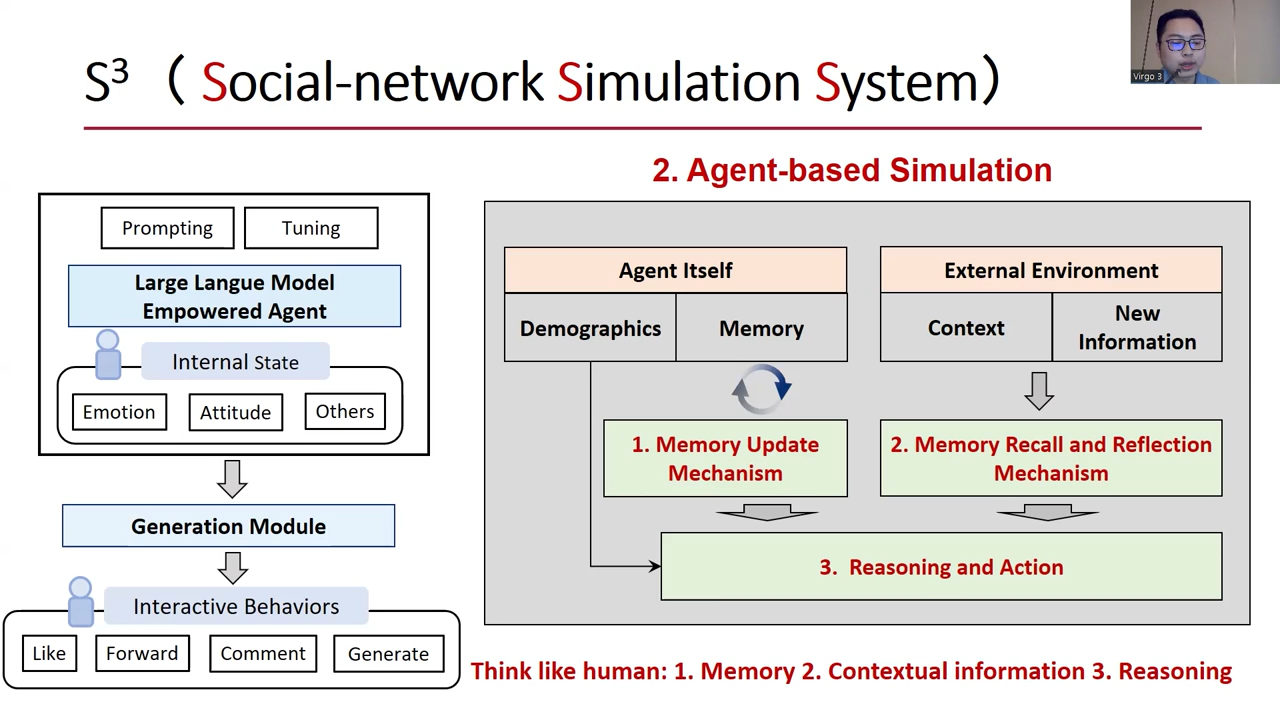 S³（ Social-network Simulation System）
Virgo 3
Prompting
Tuning
Large Langue Model
Empowered Agent
Internal State
Emotion
Attitude
Others
Generation Module
Interactive Behaviors
Like
Forward
Comment
Generate
2. Agent-based Simulation
Agent Itself
Demographics
Memory
External Environment
Context
New
Information
1. Memory Update
Mechanism
2. Memory Recall and Reflection
Mechanism
3. Reasoning and Action
Think like human: 1. Memory 2. Contextual information 3. Reasoning